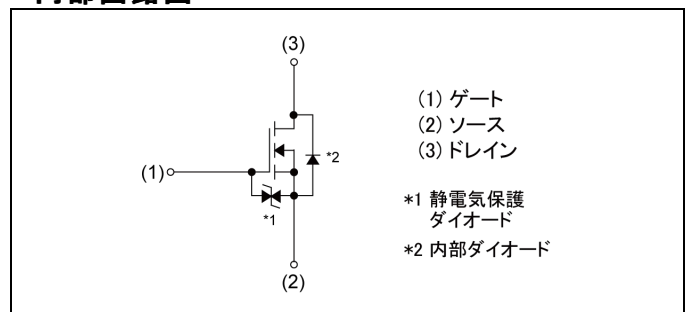 内部回路図
(3)
(1) ゲート
(2) ソース
(3) ドレイン
*2
(1)
*1 静電気保護
ダイオード
*1
*2 内部ダイオード
(2)